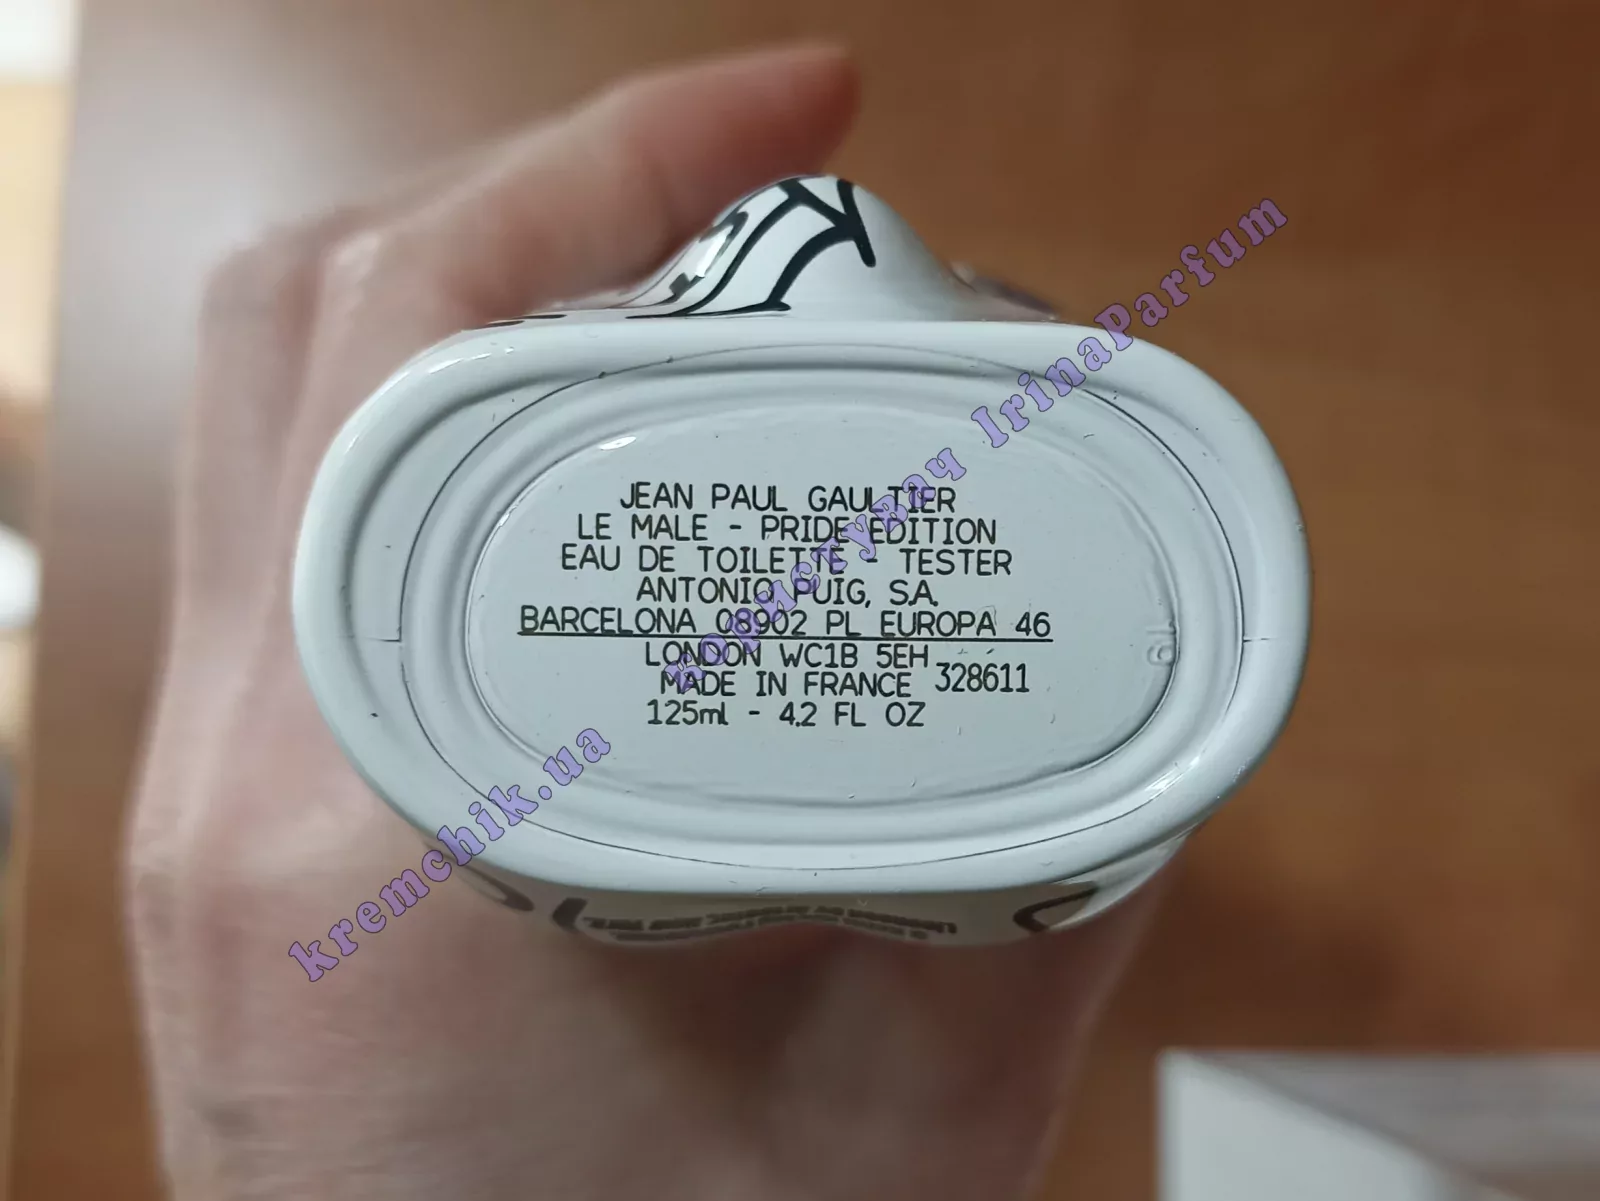 JEAN PAUL GAULTIER
LE MALE - PRIDE EDITION
EAU DE TOILETTE - TESTER
ANTONIO PUIG, S.A.
BARCELONA 08902 PL EUROPA 46
LONDON WC1B 5EH
MADE IN FRANCE 328611
125ml - 4.2 FL OZ
19
kremchik.ua користувач IrinaParfum